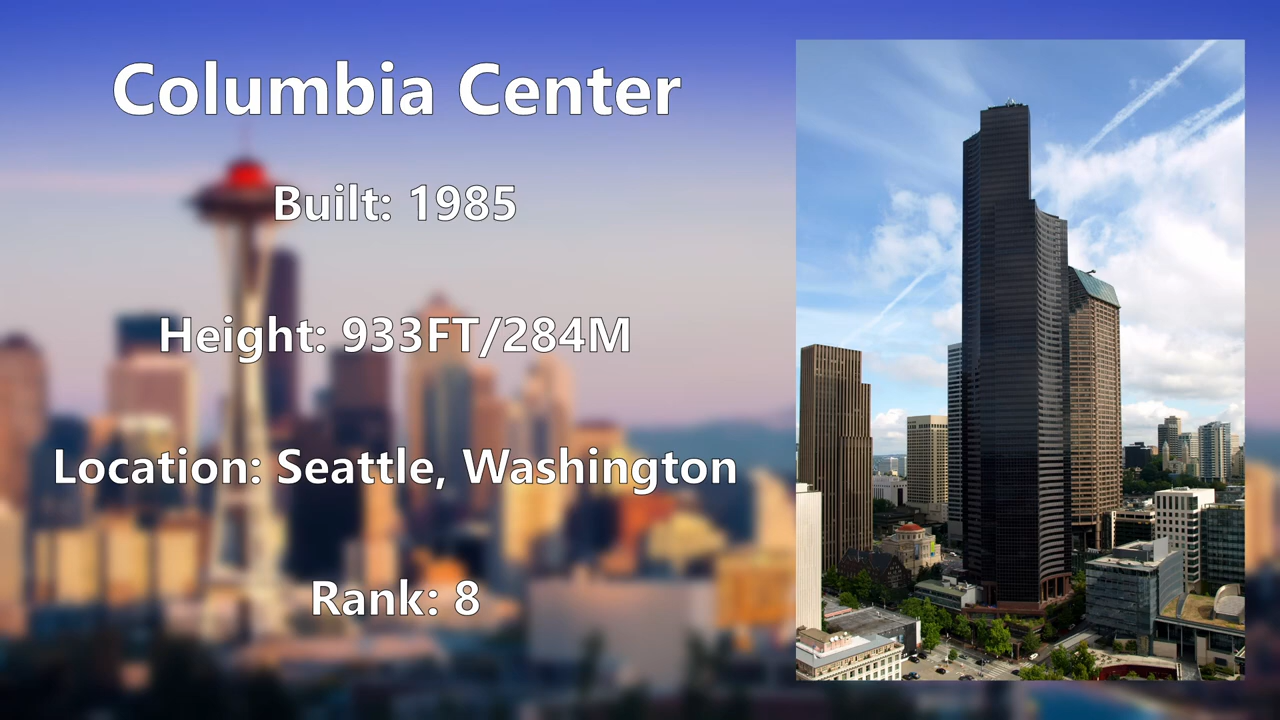 Columbia Center
Built: 1985
Height: 933FT/284M
Location: Seattle, Washington
Rank: 8